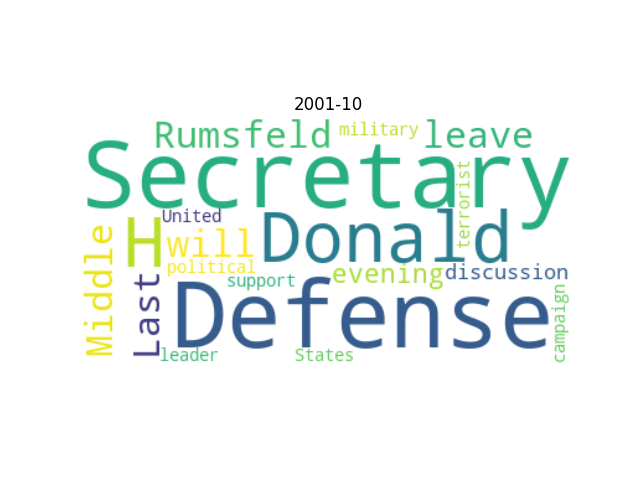 2001-10
Rumsfeld military leave
Secretary
terrorist
United
H will Donald
Middle
political
evening discussion
support
Last
Defense
campaign
leader States